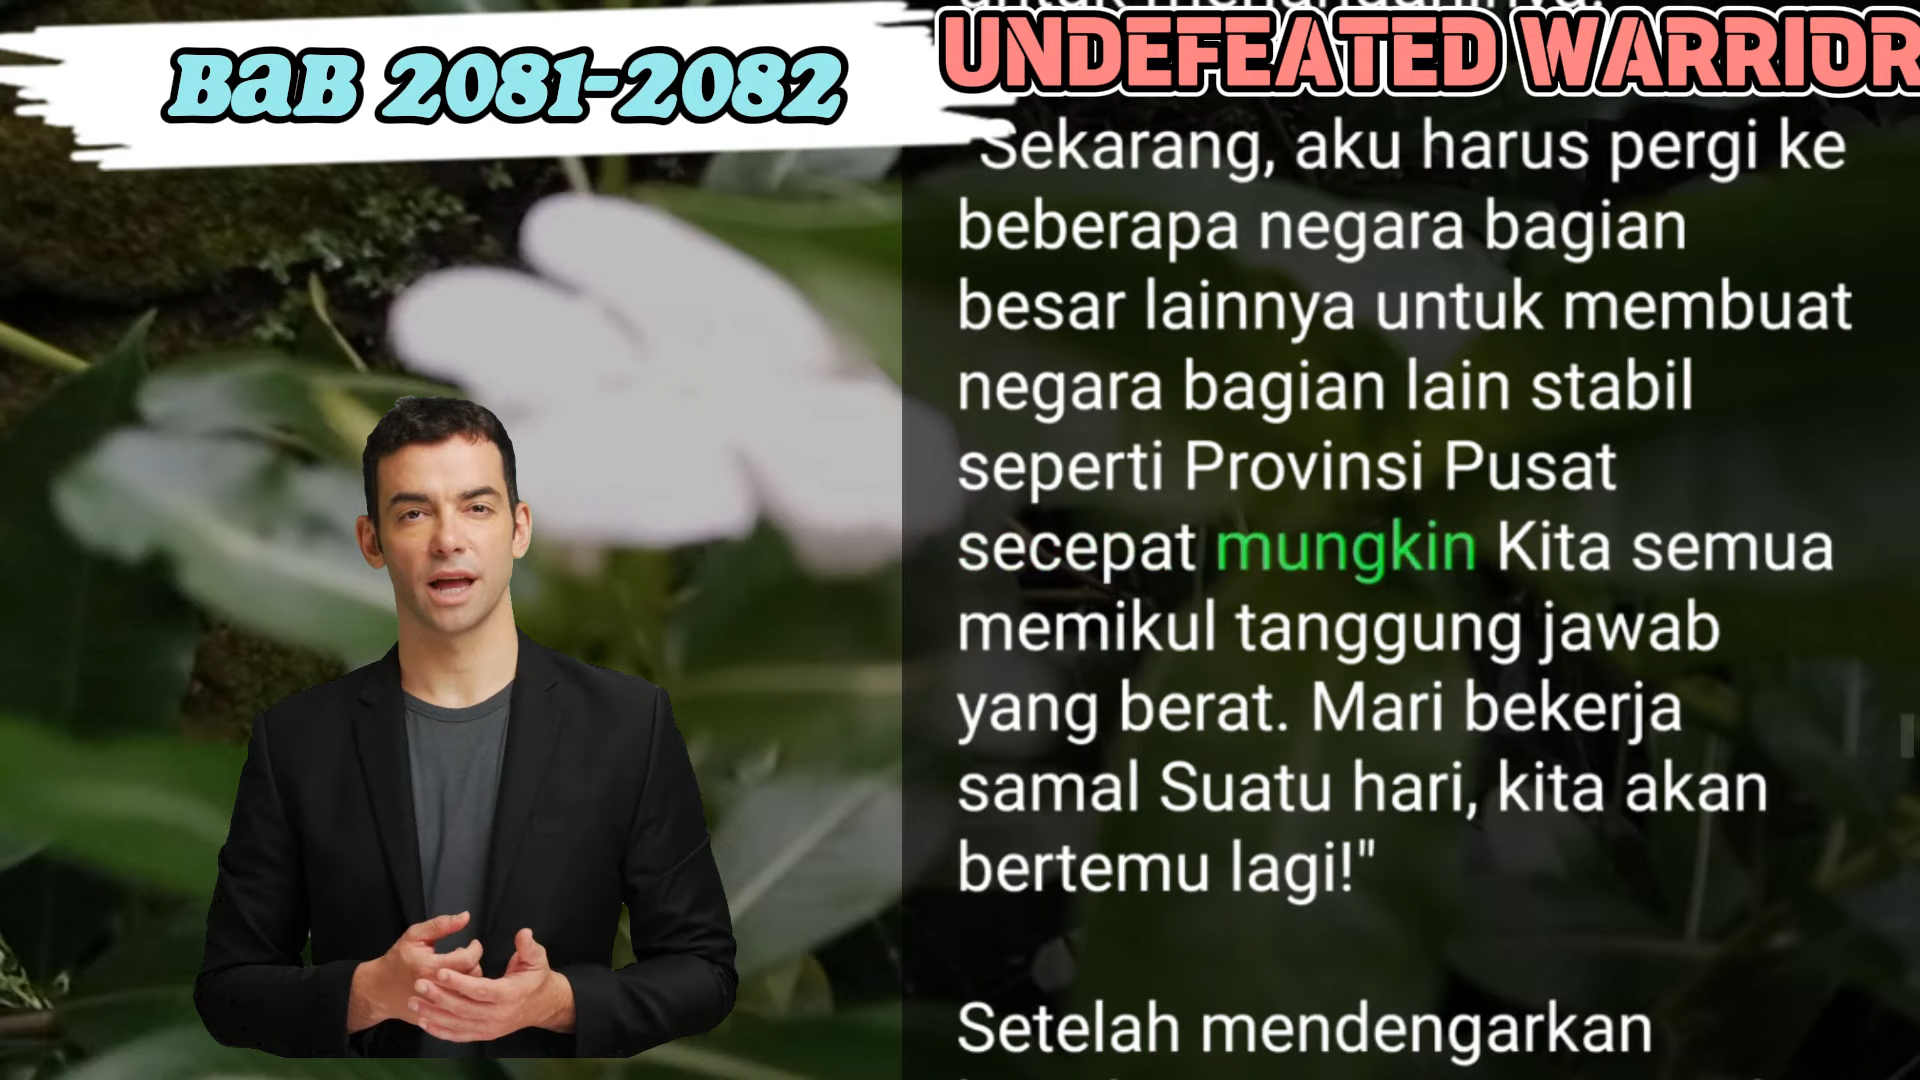 BAB 2081-2082
UNDEFEATED WARRIOR
Sekarang, aku harus pergi ke
beberapa negara bagian
besar lainnya untuk membuat
negara bagian lain stabil
seperti Provinsi Pusat
secepat mungkin Kita semua
memikul tanggung jawab
yang berat. Mari bekerja
samal Suatu hari, kita akan
bertemu lagi!"
Setelah mendengarkan